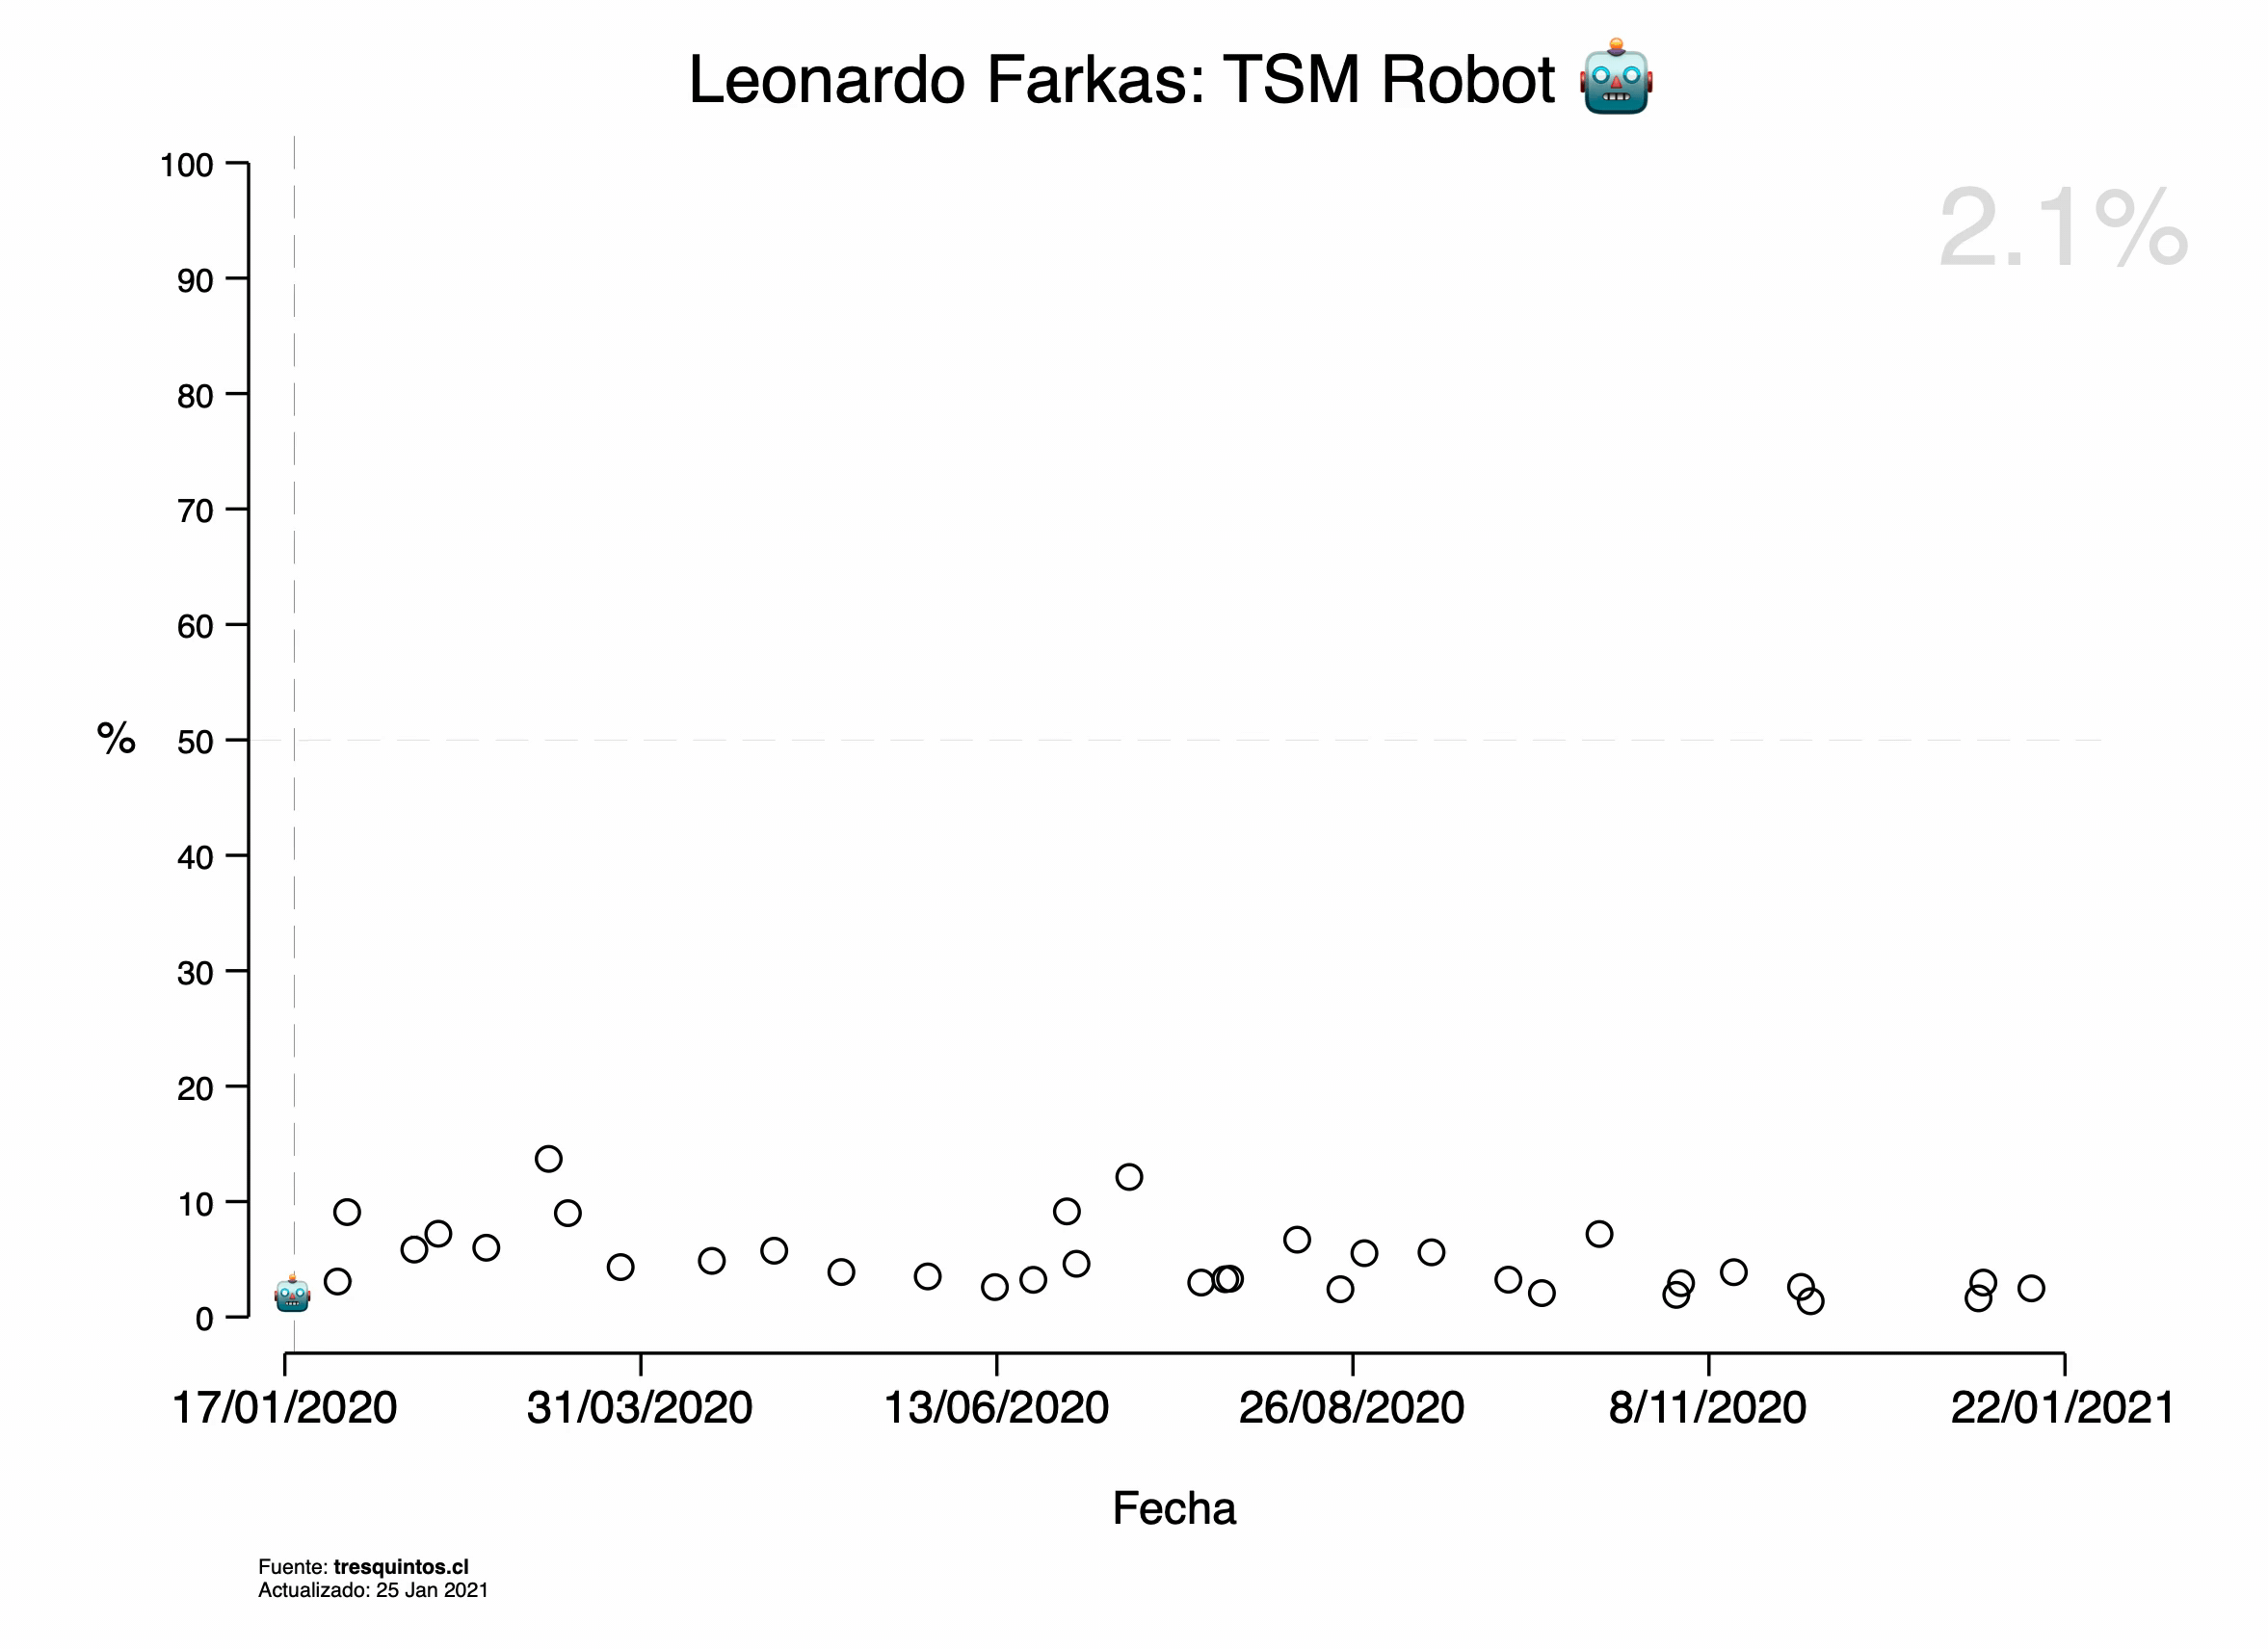 Leonardo Farkas: TSM Robot 🤖
2.1%
100
90
80
70
60
% 50
40
30
20
10
0
17/01/2020 31/03/2020 13/06/2020 26/08/2020 8/11/2020 22/01/2021
Fecha
Fuente: tresquintos.cl
Actualizado: 25 Jan 2021